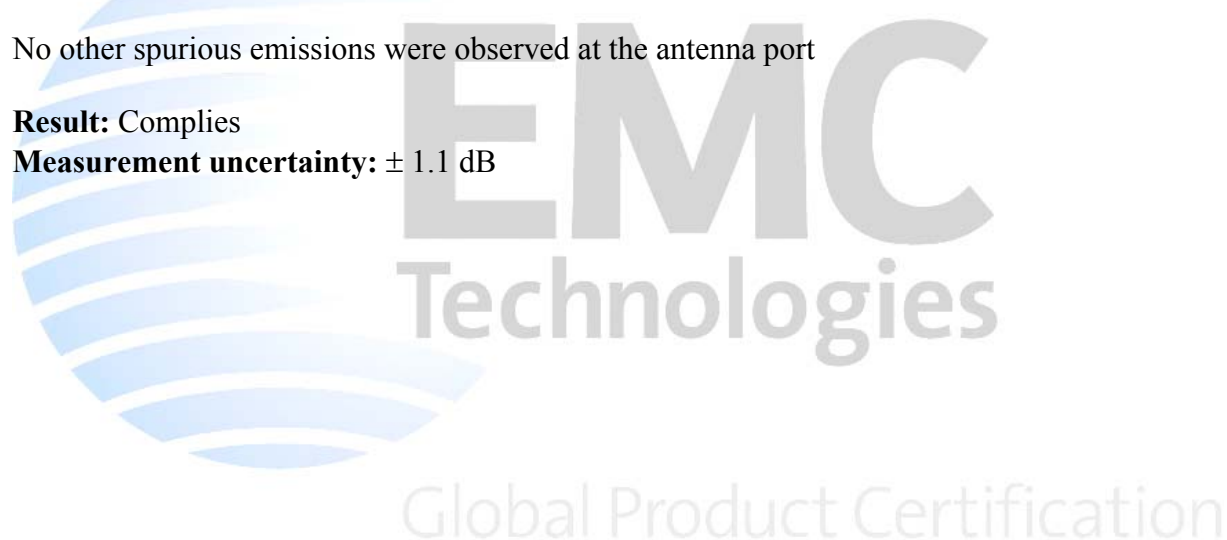 No other spurious emissions were observed at the antenna port
Result: Complies
Measurement uncertainty: ± 1.1 dB
EMC
Technologies
Global Product Certification